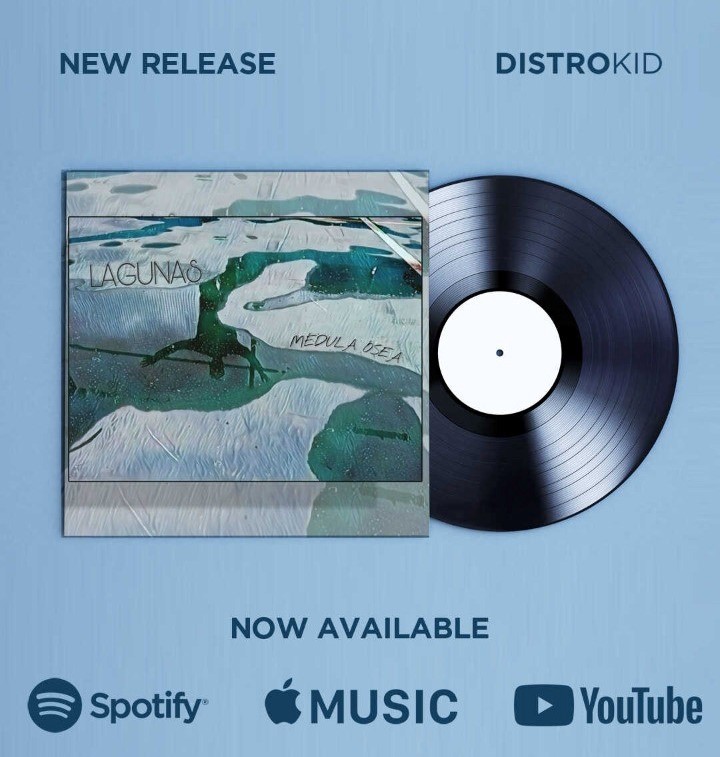 NEW RELEASE
DISTROKID
LAGUNAS
MEDULA OSEA
NOW AVAILABLE
Spotify®
MUSIC
YouTube